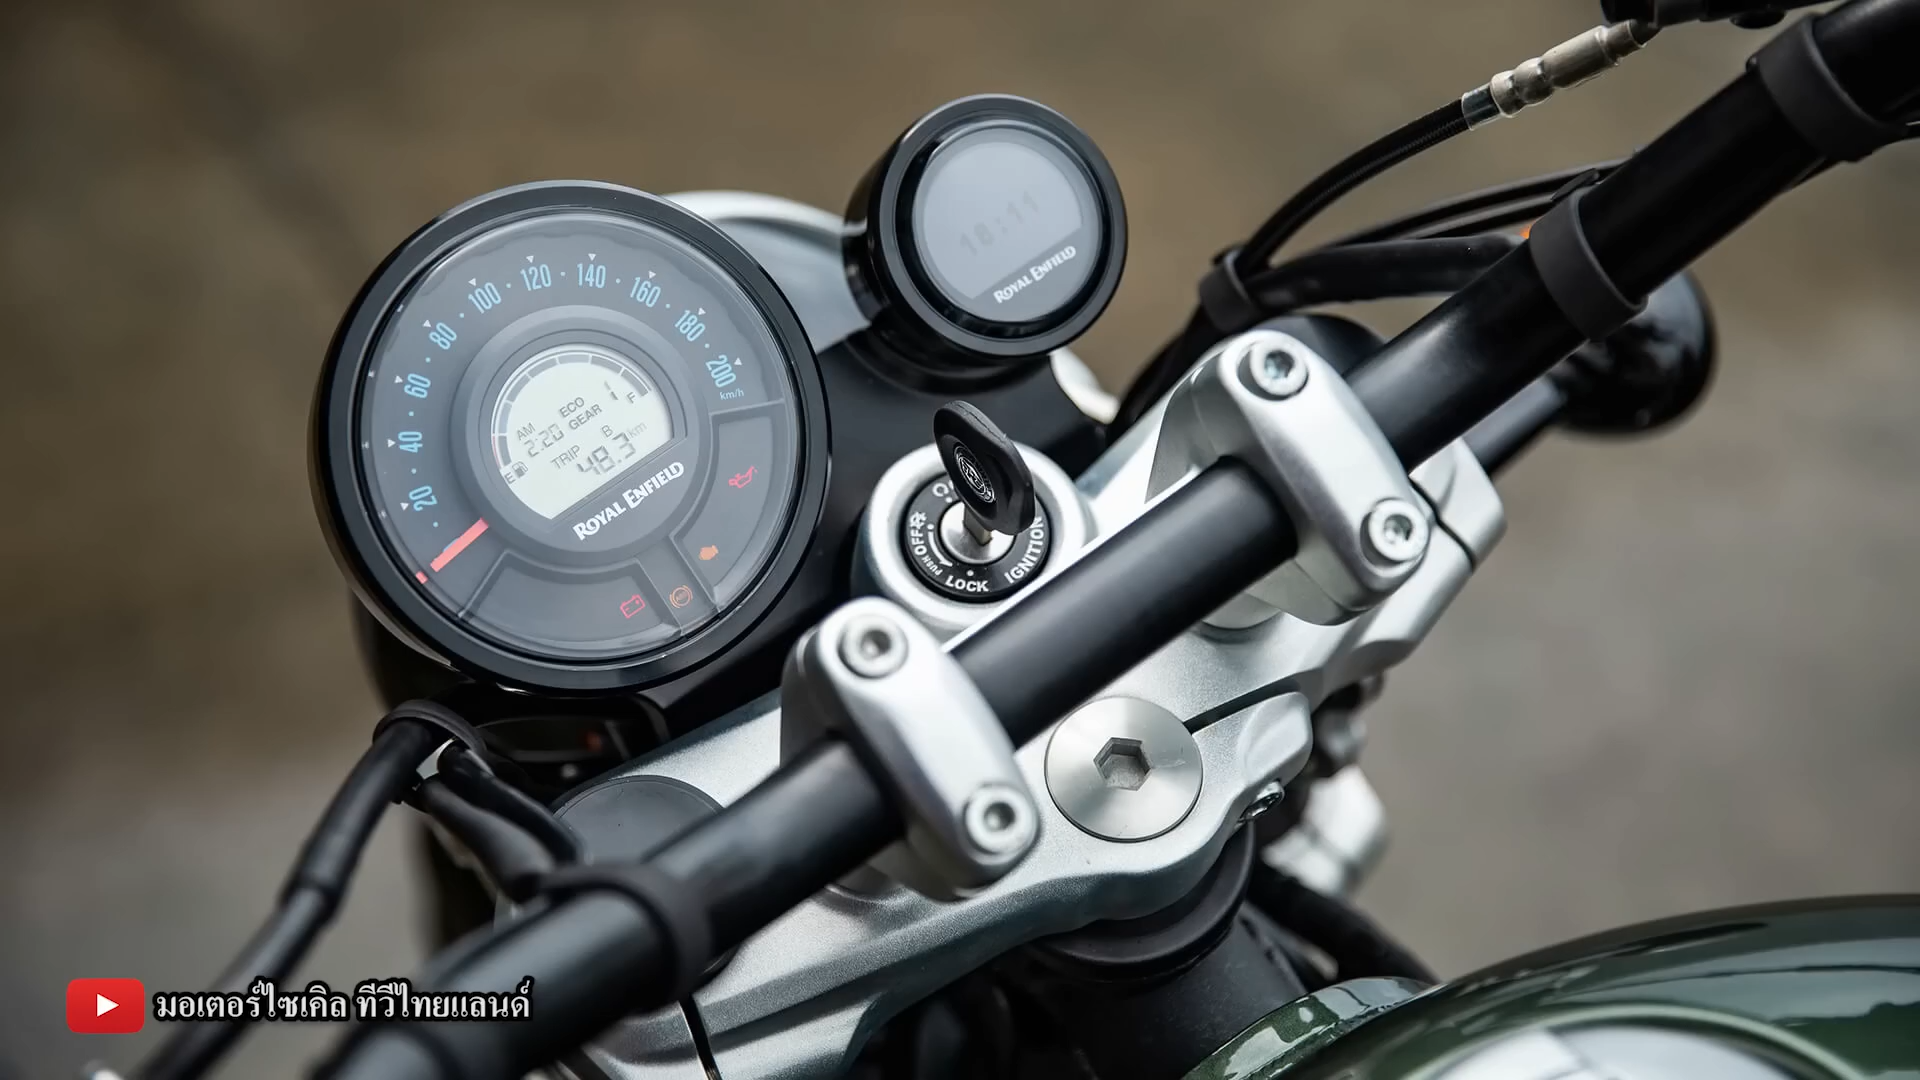 20
40
60
80
100
120
140
160
180
200
km/h
ECO
GEAR 1
AM
2:20
E
F
TRIP B
48.3 km
ROYAL ENFIELD
ABS
18:11
ROYAL ENFIELD
OFF
PUSH
LOCK
IGNITION
มอเตอร์ไซเคิล ทีวีไทยแลนด์